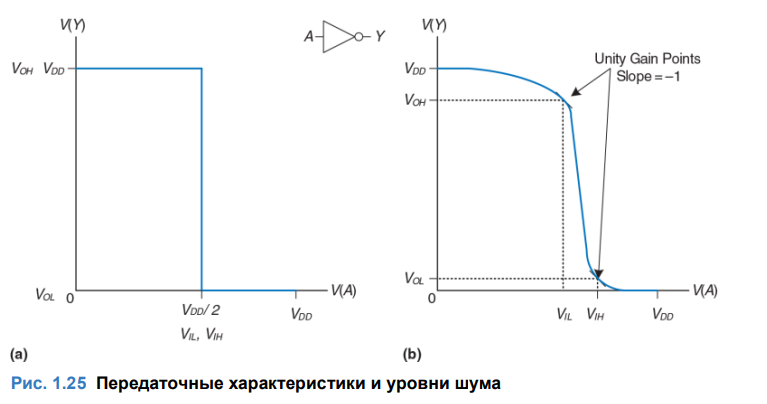 V(Y)
A
Y
VOH VDD
VOL 0
VDD/2
VIL, VIH
VDD
V(A)
(a)
V(Y)
VDD
VOH
Unity Gain Points
Slope = –1
VOL
0
VIL VIH VDD
V(A)
(b)
Рис. 1.25 Передаточные характеристики и уровни шума